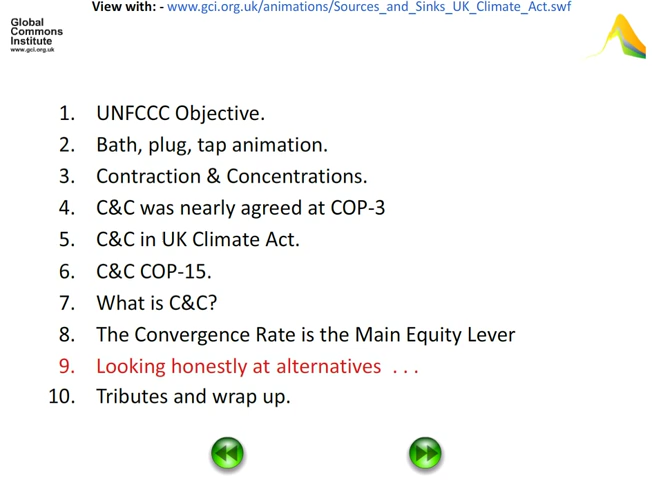 View with: - www.gci.org.uk/animations/Sources_and_Sinks_UK_Climate_Act.swf
Global
Commons
Institute
www.gci.org.uk
1. UNFCCC Objective.
2. Bath, plug, tap animation.
3. Contraction & Concentrations.
4. C&C was nearly agreed at COP-3
5. C&C in UK Climate Act.
6. C&C COP-15.
7. What is C&C?
8. The Convergence Rate is the Main Equity Lever
9. Looking honestly at alternatives . . .
10. Tributes and wrap up.